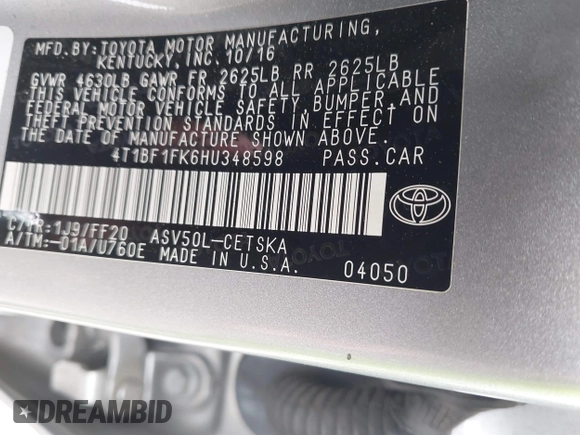 MFD. BY: TOYOTA MOTOR MANUFACTURING,
KENTUCKY, INC. 10/16
GVWR 4630LB GAWR FR 2625LB RR 2625LB
THIS VEHICLE CONFORMS TO ALL APPLICABLE
FEDERAL MOTOR VEHICLE SAFETY, BUMPER, AND
THEFT PREVENTION STANDARDS IN EFFECT ON
THE DATE OF MANUFACTURE SHOWN ABOVE.
4T1BF1FK6HU348598 PASS.CAR
C/TR:1J9/FF20 ASV50L-CETSKA
A/TM:-01A/U760E MADE IN U.S.A.
04050
DREAMBID